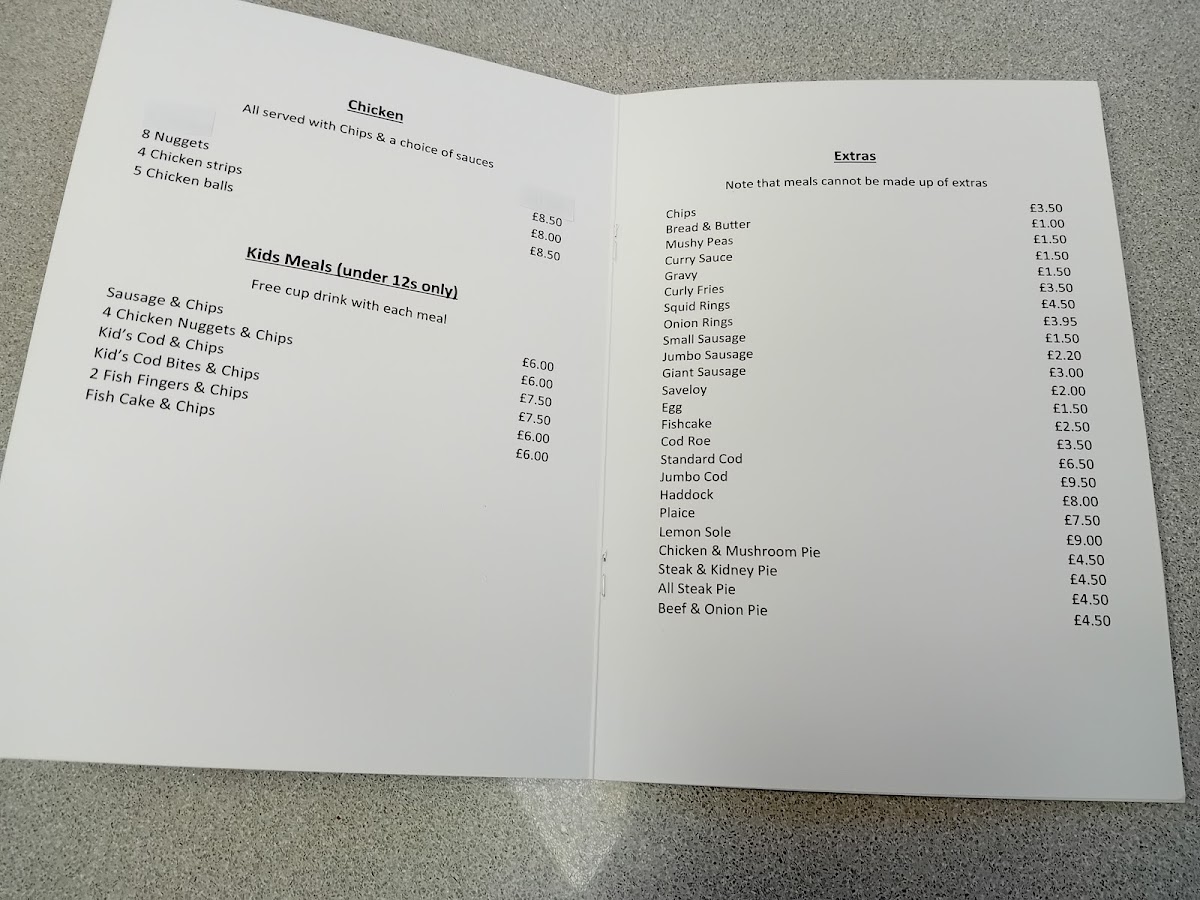 Chicken
All served with Chips & a choice of sauces
8 Nuggets £8.50
4 Chicken strips £8.00
5 Chicken balls £8.50
Kids Meals (under 12s only)
Free cup drink with each meal
Sausage & Chips £6.00
4 Chicken Nuggets & Chips £6.00
Kid's Cod & Chips £7.50
Kid's Cod Bites & Chips £7.50
2 Fish Fingers & Chips £6.00
Fish Cake & Chips £6.00
Extras
Note that meals cannot be made up of extras
Chips £3.50
Bread & Butter £1.00
Mushy Peas £1.50
Curry Sauce £1.50
Gravy £1.50
Curly Fries £3.50
Squid Rings £4.50
Onion Rings £3.95
Small Sausage £1.50
Jumbo Sausage £2.20
Giant Sausage £3.00
Saveloy £2.00
Egg £1.50
Fishcake £2.50
Cod Roe £3.50
Standard Cod £6.50
Jumbo Cod £9.50
Haddock £8.00
Plaice £7.50
Lemon Sole £9.00
Chicken & Mushroom Pie £4.50
Steak & Kidney Pie £4.50
All Steak Pie £4.50
Beef & Onion Pie £4.50